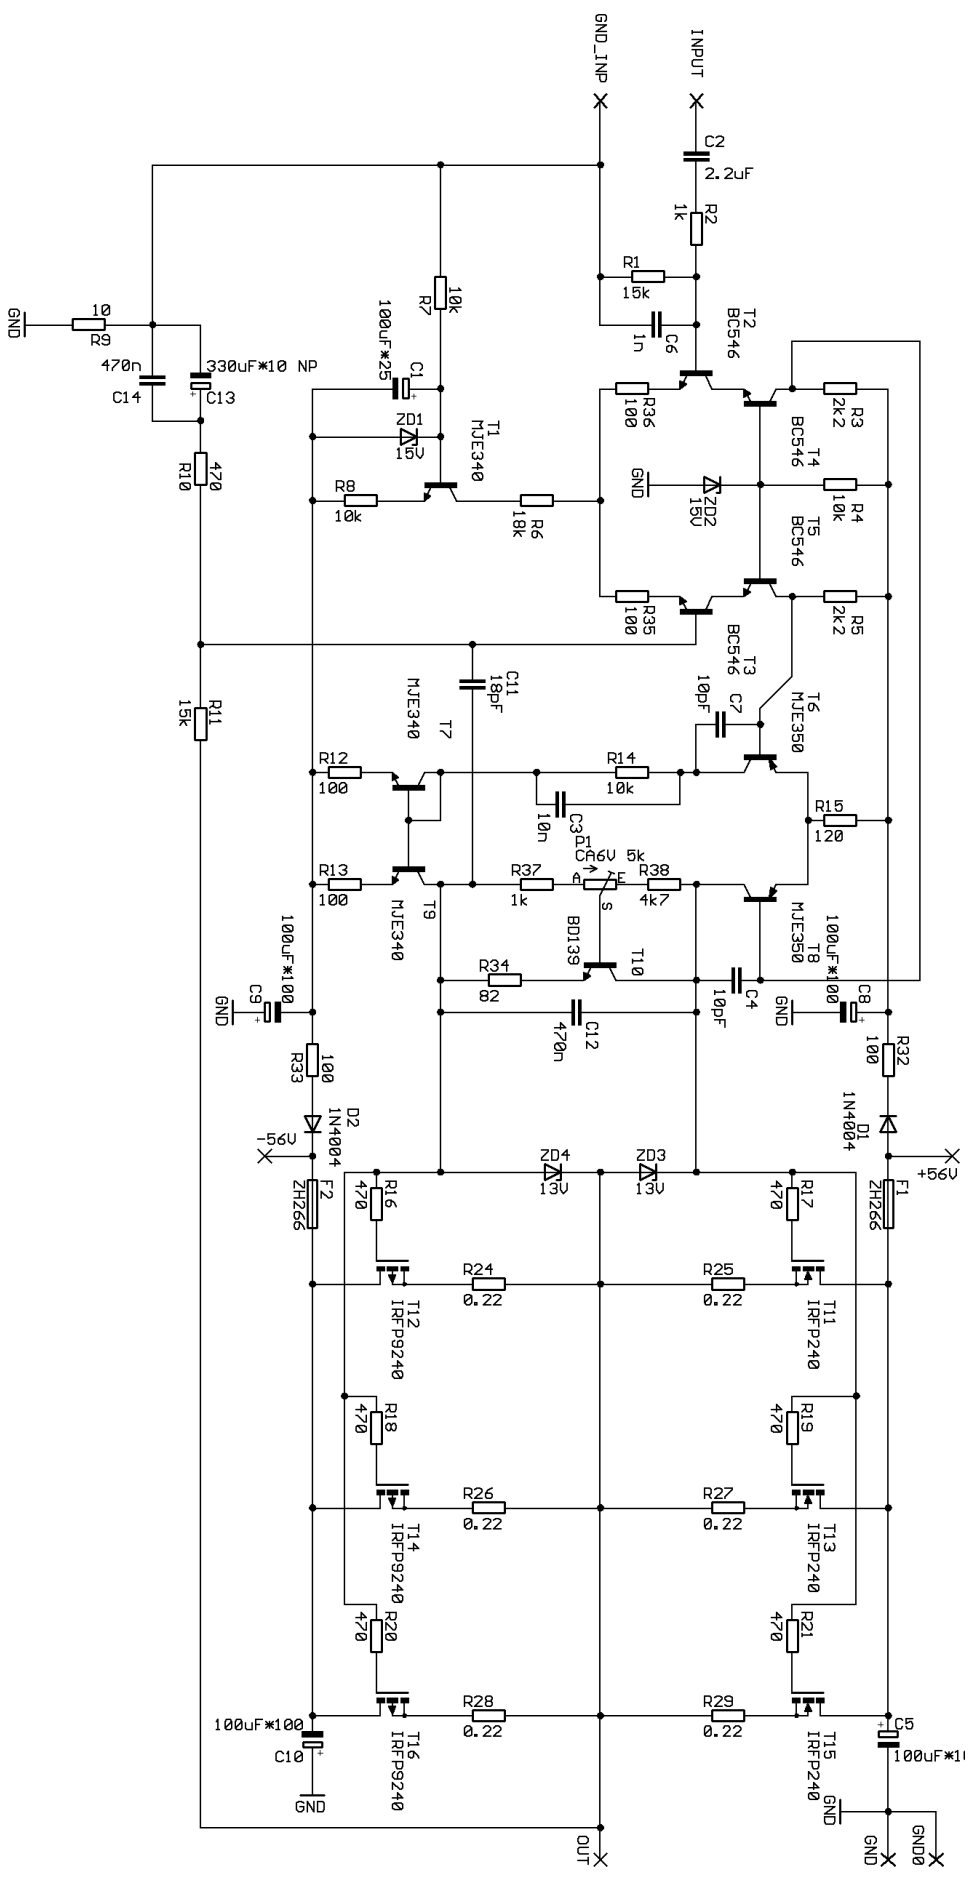 GND_INP
INPUT
C2
2.2uF
R2
1k
R1
15k
C6
1n
T2
BC546
10k
R7
100uF*25
C1
+
ZD1
15V
T1
MJE340
R8
10k
R6
18k
R36
100
R3
2k2
T4
BC546
GND
ZD2
15V
R4
10k
T5
BC546
R35
100
R5
2k2
T3
BC546
GND
10
R9
470n
C14
330uF*10 NP
+
C13
470
R10
R11
15k
C11
18pF
T7
MJE340
C7
10pF
T6
MJE350
R12
100
R14
10k
C3
10n
R15
120
P1
CA6V 5k
A
E
S
R13
100
R37
1k
R38
4k7
T9
MJE340
T8
MJE350
BD139
T10
R34
82
C4
10pF
C12
470n
100uF*100
C9
+
GND
100uF*100
C8
+
GND
100
R33
R32
100
D2
1N4004
D1
1N4004
-56V
+56V
F2
ZH266
F1
ZH266
ZD4
13V
ZD3
13V
R16
470
R17
470
R24
0.22
R25
0.22
T12
IRFP9240
T11
IRFP240
R18
470
R19
470
R26
0.22
R27
0.22
T14
IRFP9240
T13
IRFP240
R20
470
R21
470
R28
0.22
R29
0.22
T16
IRFP9240
T15
IRFP240
100uF*100
C10
+
GND
+
C5
100uF*1
GND
OUT
GND
GND0